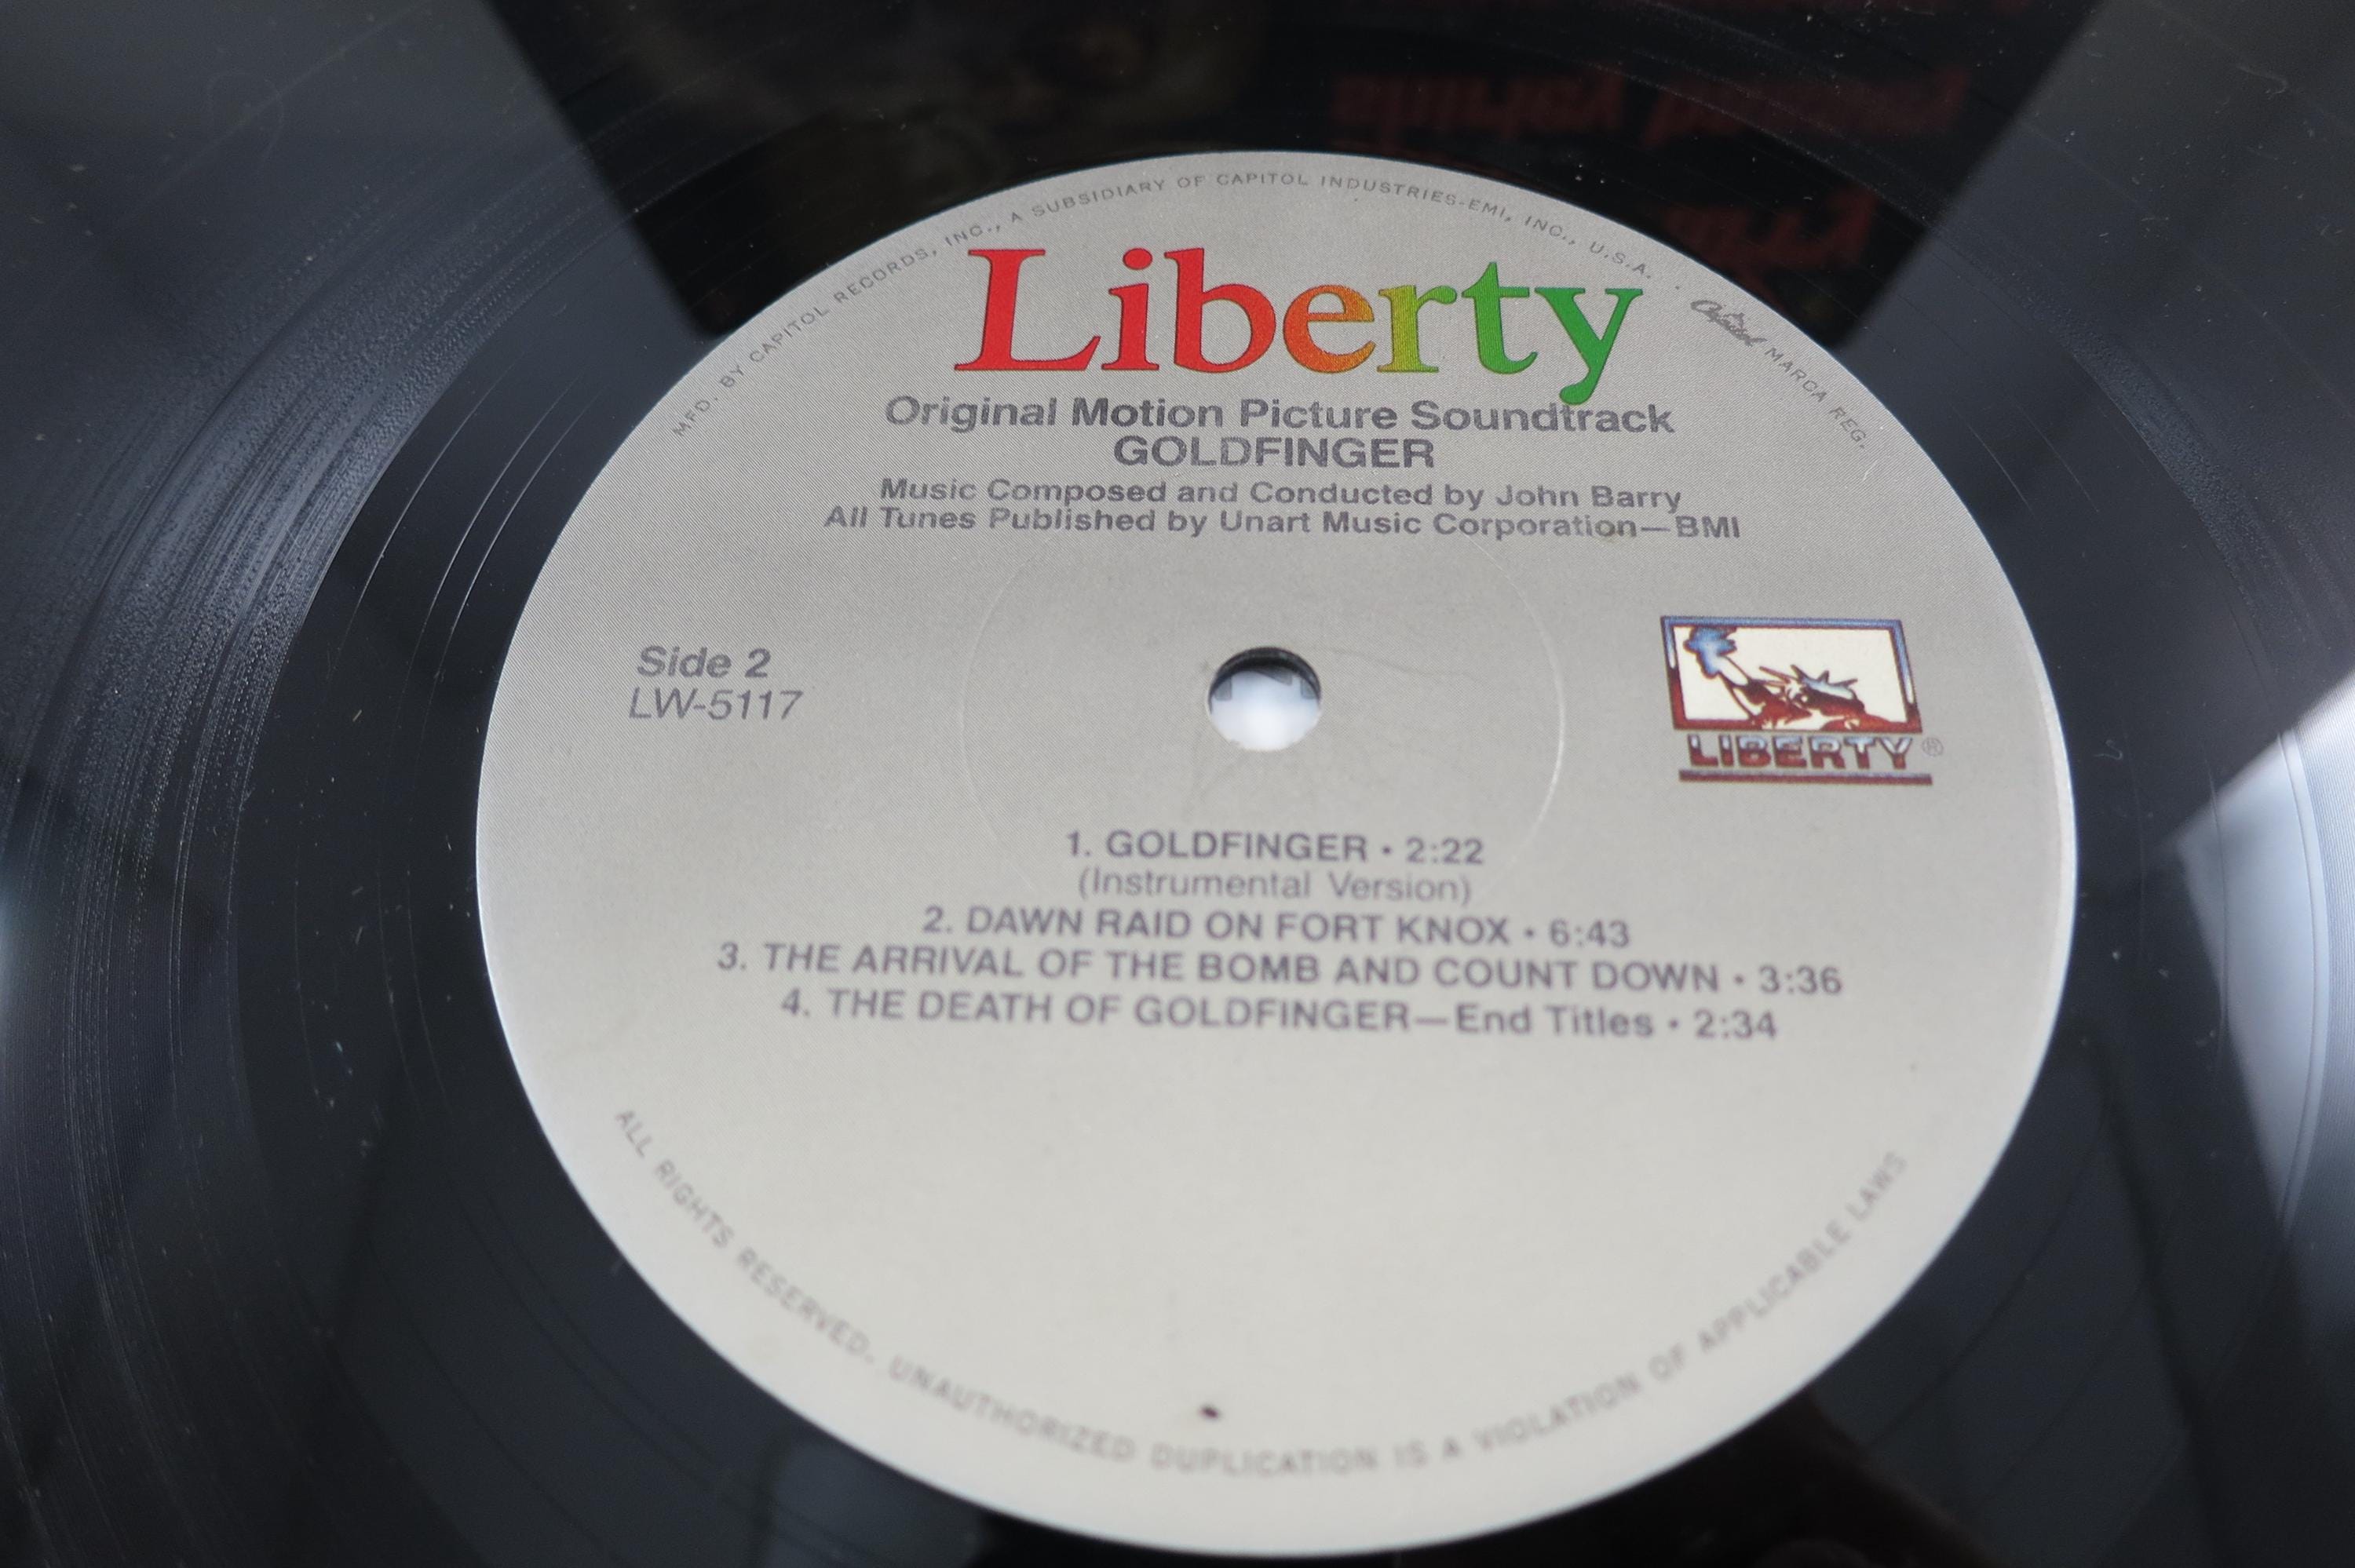 MFD. BY CAPITOL RECORDS, INC., A SUBSIDIARY OF CAPITOL INDUSTRIES-EMI, INC., U.S.A. · Capitol MARCA REG.
Liberty
Original Motion Picture Soundtrack
GOLDFINGER
Music Composed and Conducted by John Barry
All Tunes Published by Unart Music Corporation—BMI
Side 2
LW-5117
LIBERTY®
1. GOLDFINGER • 2:22
(Instrumental Version)
2. DAWN RAID ON FORT KNOX • 6:43
3. THE ARRIVAL OF THE BOMB AND COUNT DOWN • 3:36
4. THE DEATH OF GOLDFINGER—End Titles • 2:34
ALL RIGHTS RESERVED. UNAUTHORIZED DUPLICATION IS A VIOLATION OF APPLICABLE LAWS